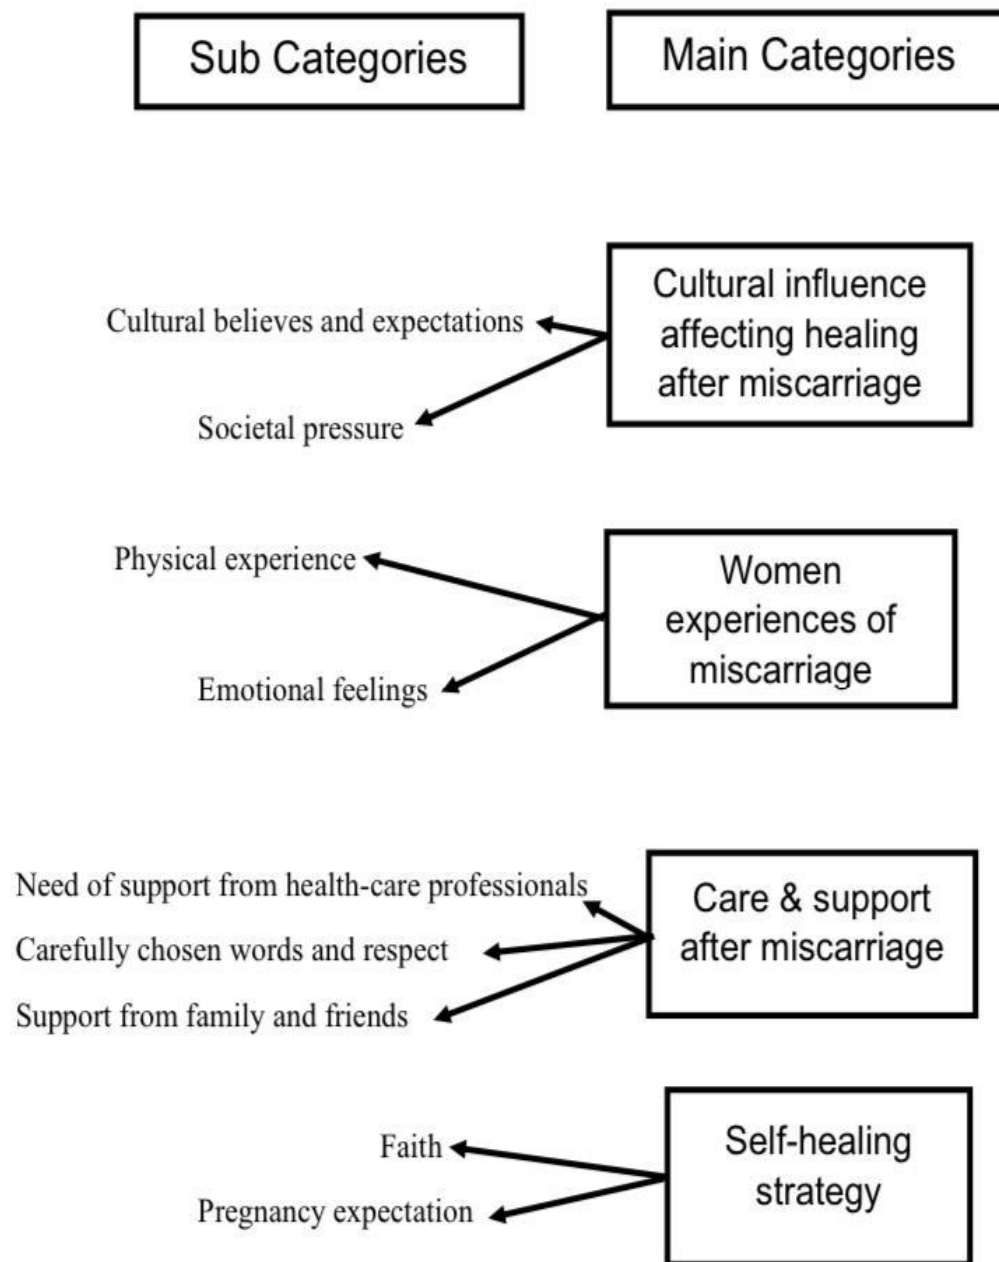 Sub Categories
Main Categories
Cultural believes and expectations
Societal pressure
Cultural influence
affecting healing
after miscarriage
Physical experience
Emotional feelings
Women
experiences of
miscarriage
Need of support from health-care professionals
Carefully chosen words and respect
Support from family and friends
Care & support
after miscarriage
Faith
Pregnancy expectation
Self-healing
strategy